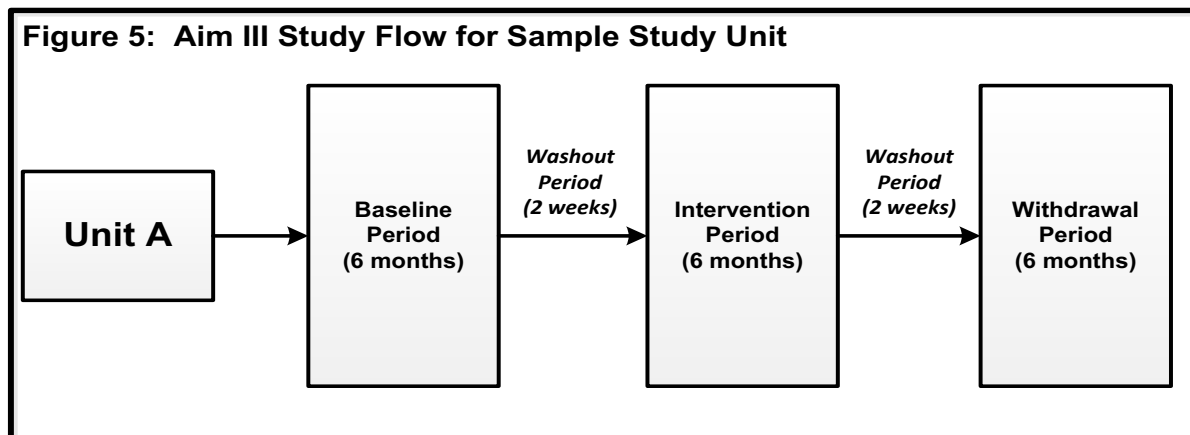 Figure 5:  Aim III Study Flow for Sample Study Unit
Unit A
Baseline
Period
(6 months)
Washout
Period
(2 weeks)
Intervention
Period
(6 months)
Washout
Period
(2 weeks)
Withdrawal
Period
(6 months)